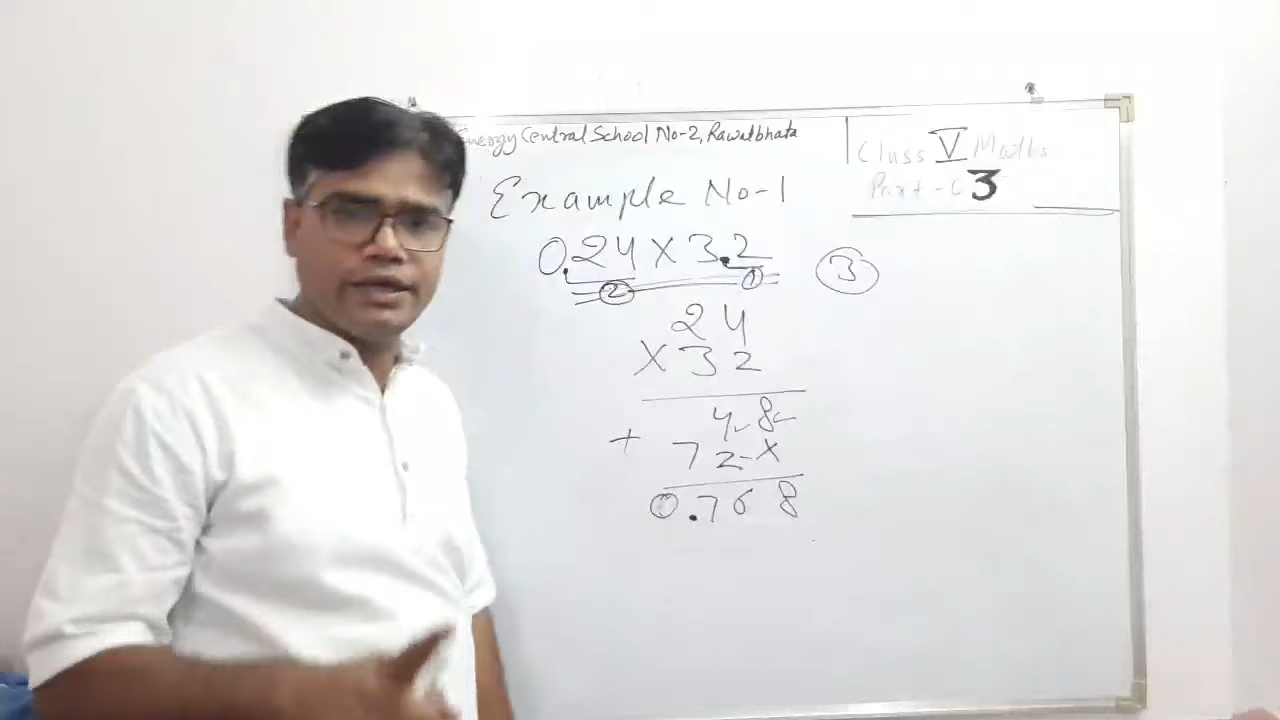 Energy Central School No-2, Rawatbhata
Class V Maths
Part - 3
Example No-1
0.24 X 3.2
3
2 1
24
X 32
48
+ 72 X
0.768